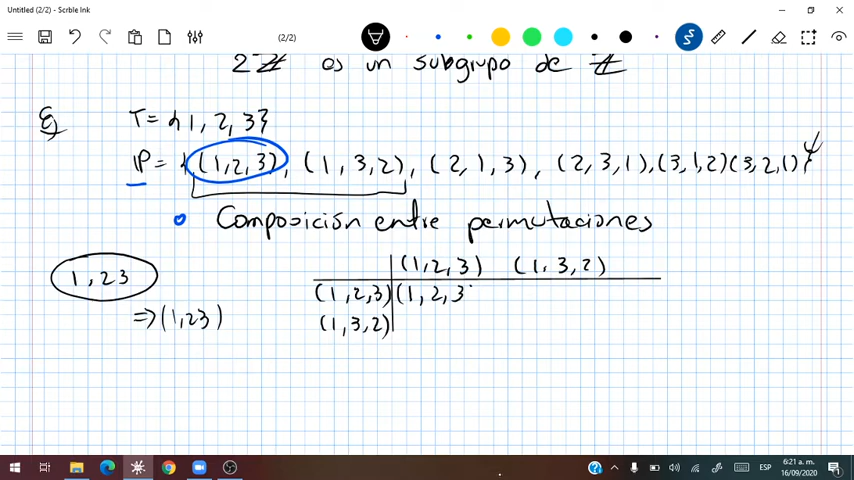 Untitled (2/2) - Scrble Ink
(2/2)
2ℤ es un subgrupo de ℤ
Ej T = {1, 2, 3}
P = {(1,2,3), (1, 3, 2), (2, 1, 3), (2, 3, 1), (3, 1, 2) (3, 2, 1)}
Composición entre permutaciones
(1,2,3) (1, 3, 2)
1, 23
(1,2,3) (1, 2, 3
⇒ (1,23)
(1,3,2)
ESP
6:21 a. m.
16/09/2020